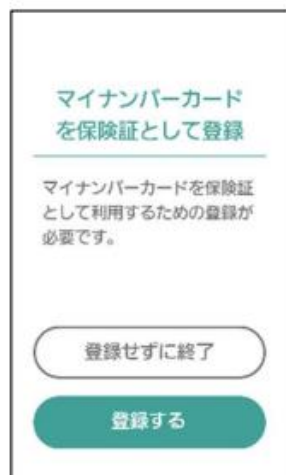 マイナンバーカード
を保険証として登録
マイナンバーカードを保険証
として利用するための登録が
必要です。
登録せずに終了
登録する